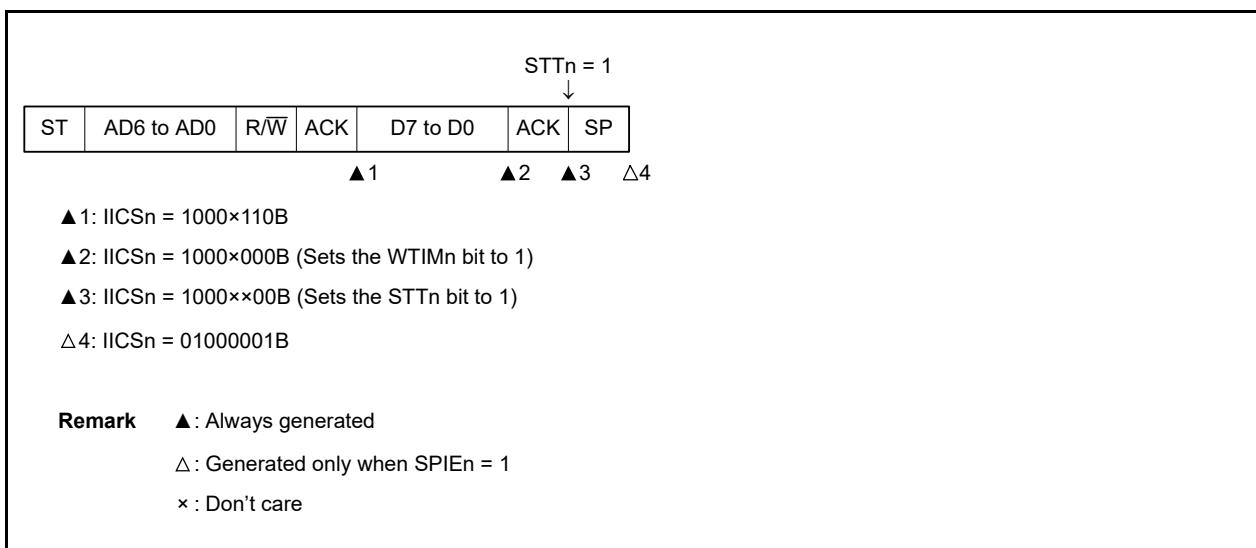 STTn = 1
↓
ST AD6 to AD0 R/W̅ ACK D7 to D0 ACK SP
▲1 ▲2 ▲3 △4
▲1: IICSn = 1000×110B
▲2: IICSn = 1000×000B (Sets the WTIMn bit to 1)
▲3: IICSn = 1000××00B (Sets the STTn bit to 1)
△4: IICSn = 01000001B
Remark ▲: Always generated
△: Generated only when SPIEn = 1
× : Don’t care